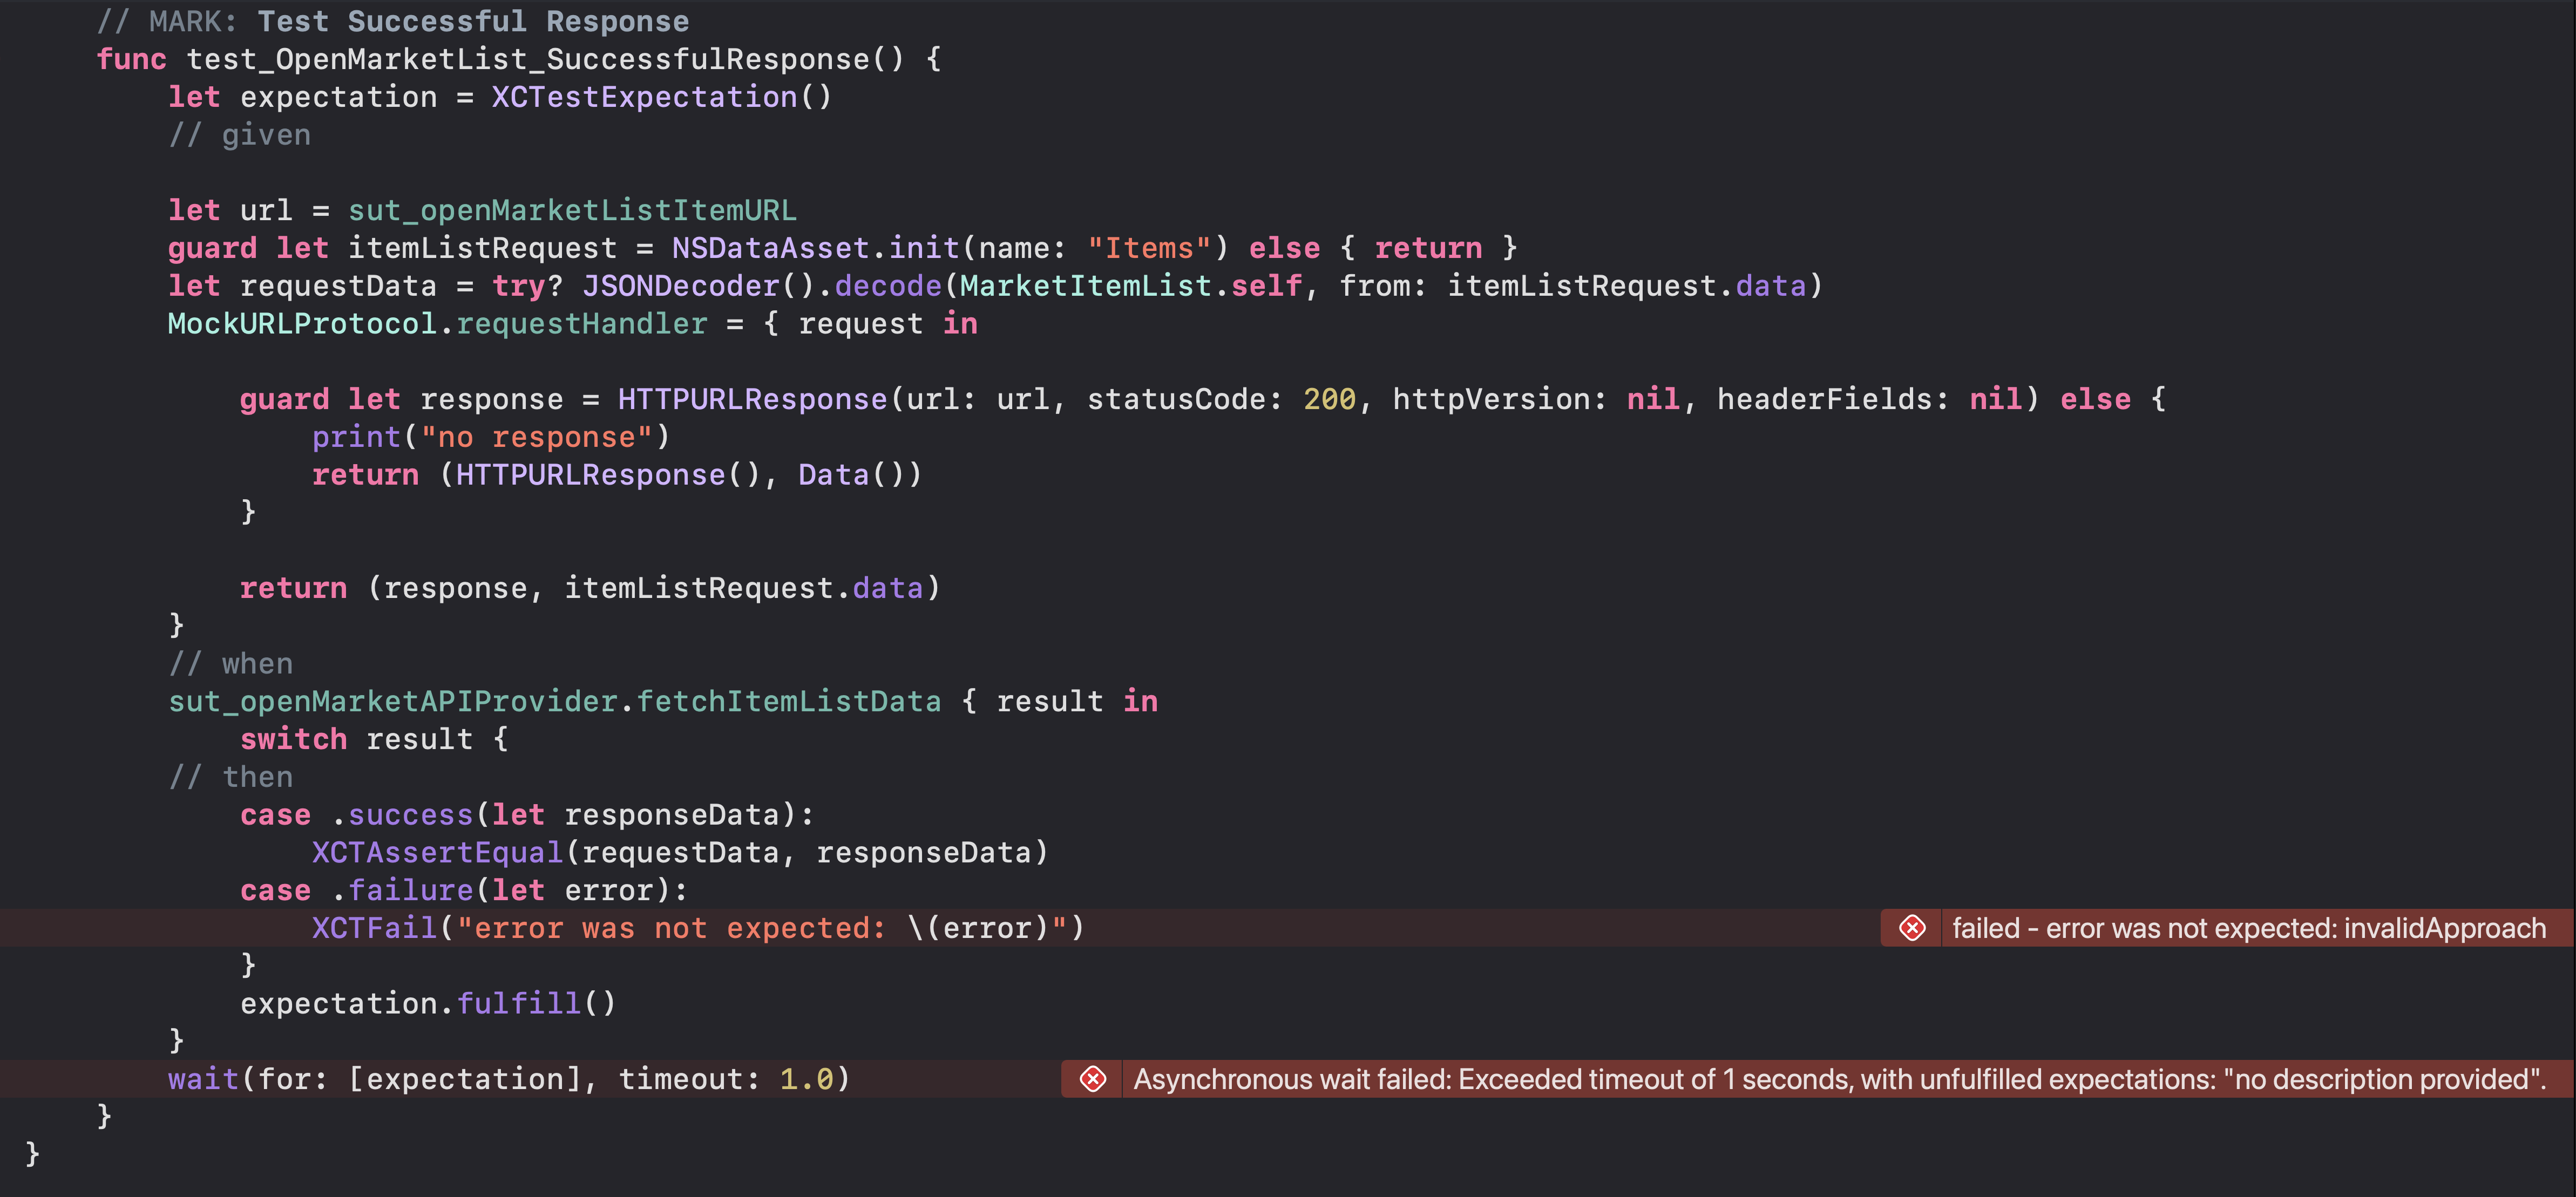 // MARK: Test Successful Response
func test_OpenMarketList_SuccessfulResponse() {
let expectation = XCTestExpectation()
// given
let url = sut_openMarketListItemURL
guard let itemListRequest = NSDataAsset.init(name: "Items") else { return }
let requestData = try? JSONDecoder().decode(MarketItemList.self, from: itemListRequest.data)
MockURLProtocol.requestHandler = { request in
guard let response = HTTPURLResponse(url: url, statusCode: 200, httpVersion: nil, headerFields: nil) else {
print("no response")
return (HTTPURLResponse(), Data())
}
return (response, itemListRequest.data)
}
// when
sut_openMarketAPIProvider.fetchItemListData { result in
switch result {
// then
case .success(let responseData):
XCTAssertEqual(requestData, responseData)
case .failure(let error):
XCTFail("error was not expected: \(error)") failed - error was not expected: invalidApproach
}
expectation.fulfill()
}
wait(for: [expectation], timeout: 1.0) Asynchronous wait failed: Exceeded timeout of 1 seconds, with unfulfilled expectations: "no description provided".
}
}